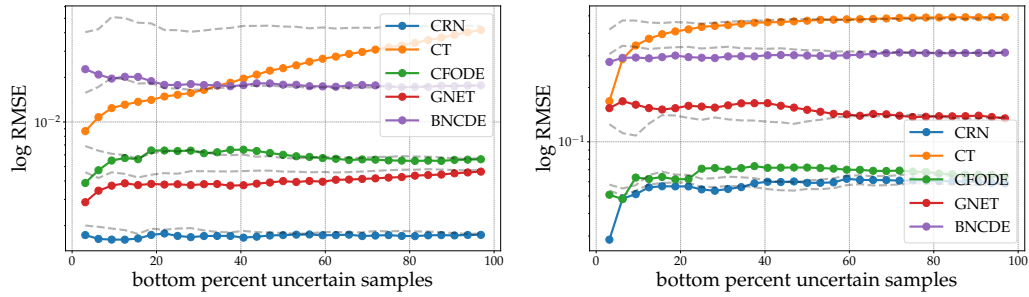 log RMSE
10⁻²
CRN
CT
CFODE
GNET
BNCDE
0 20 40 60 80 100
bottom percent uncertain samples
log RMSE
10⁻¹
CRN
CT
CFODE
GNET
BNCDE
0 20 40 60 80 100
bottom percent uncertain samples